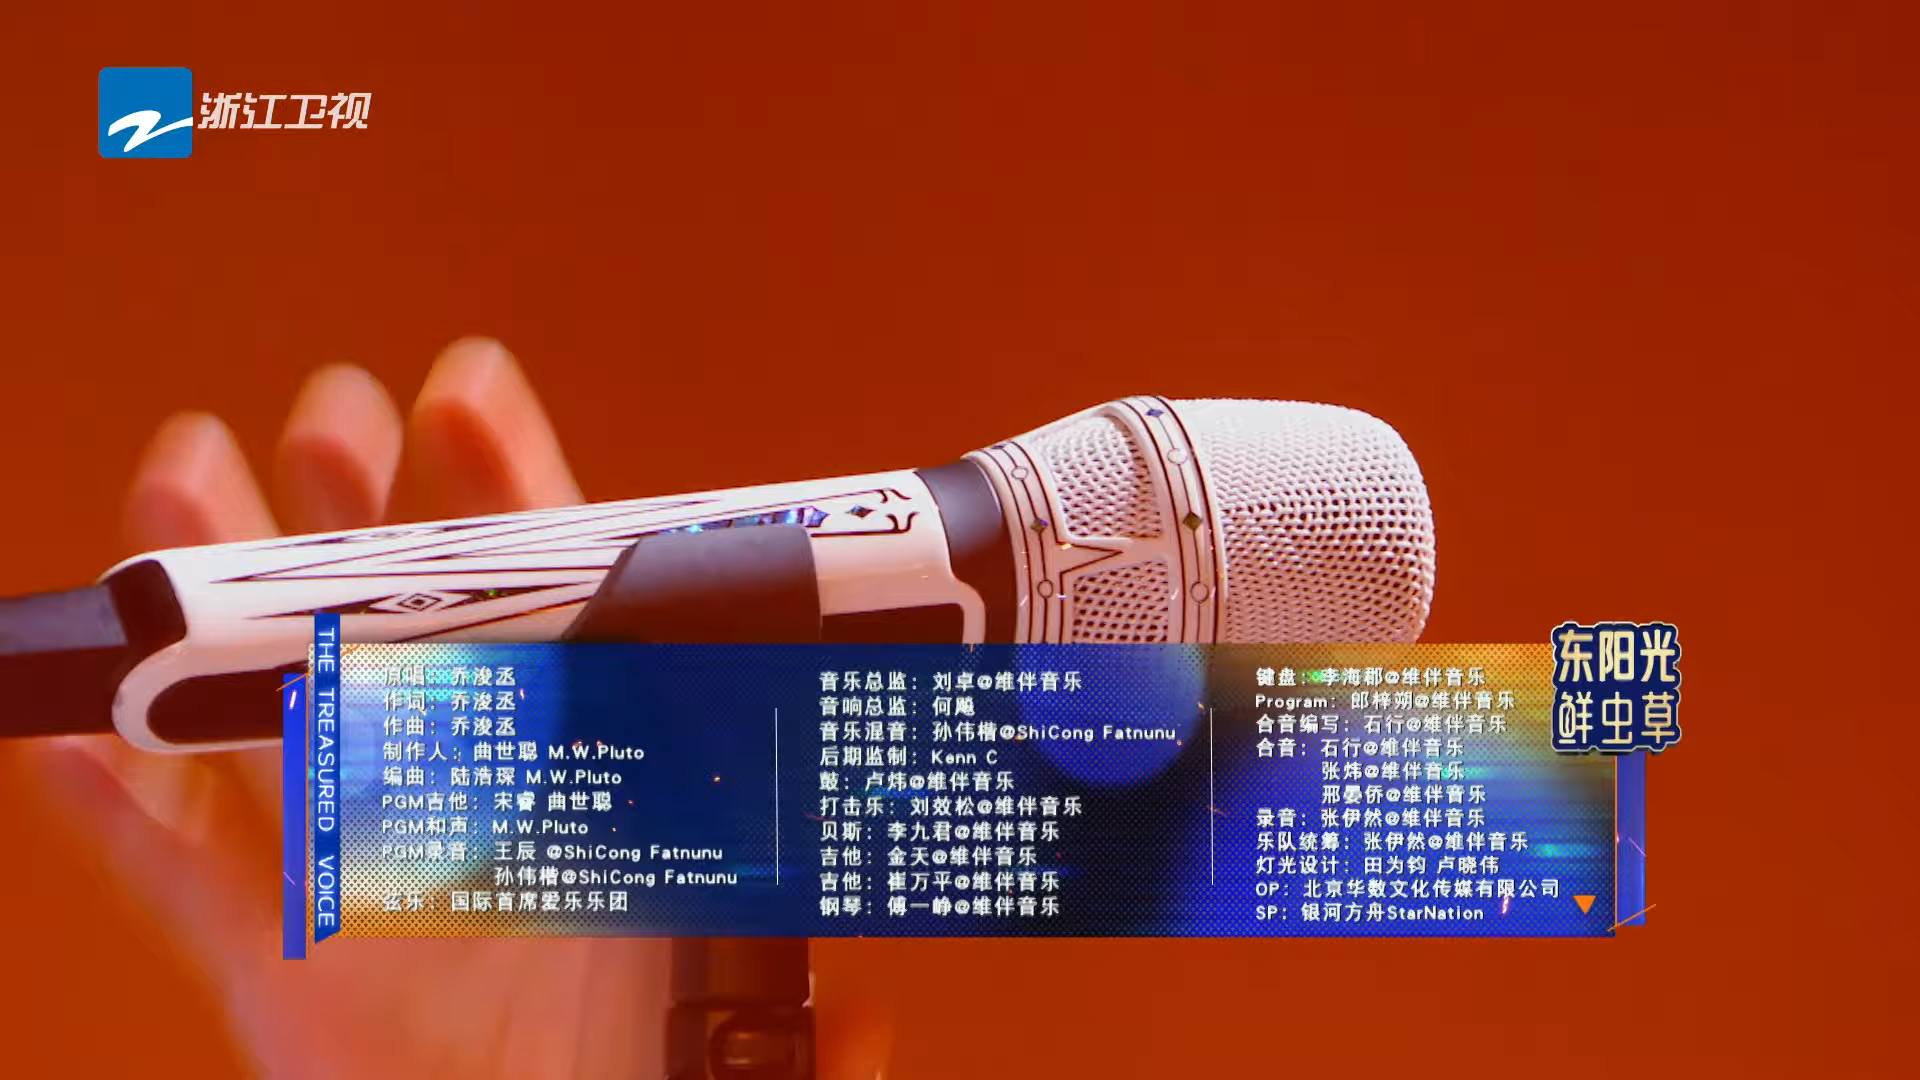 浙江卫视
THE TREASURED VOICE
原唱：乔浚丞
作词：乔浚丞
作曲：乔浚丞
制作人：曲世聪 M.W.Pluto
编曲：陆浩琛 M.W.Pluto
PGM吉他：宋睿 曲世聪
PGM和声：M.W.Pluto
PGM录音：王辰 @ShiCong Fatnunu
孙伟楷@ShiCong Fatnunu
弦乐：国际首席爱乐乐团
音乐总监：刘卓@维伴音乐
音响总监：何飚
音乐混音：孙伟楷@ShiCong Fatnunu
后期监制：Kenn C
鼓：卢炜@维伴音乐
打击乐：刘效松@维伴音乐
贝斯：李九君@维伴音乐
吉他：金天@维伴音乐
吉他：崔万平@维伴音乐
钢琴：傅一峥@维伴音乐
键盘：李海郡@维伴音乐
Program：郎梓朔@维伴音乐
合音编写：石行@维伴音乐
合音：石行@维伴音乐
张炜@维伴音乐
邢晏侨@维伴音乐
录音：张伊然@维伴音乐
乐队统筹：张伊然@维伴音乐
灯光设计：田为钧 卢晓伟
OP：北京华数文化传媒有限公司
SP：银河方舟StarNation
东阳光
鲜虫草